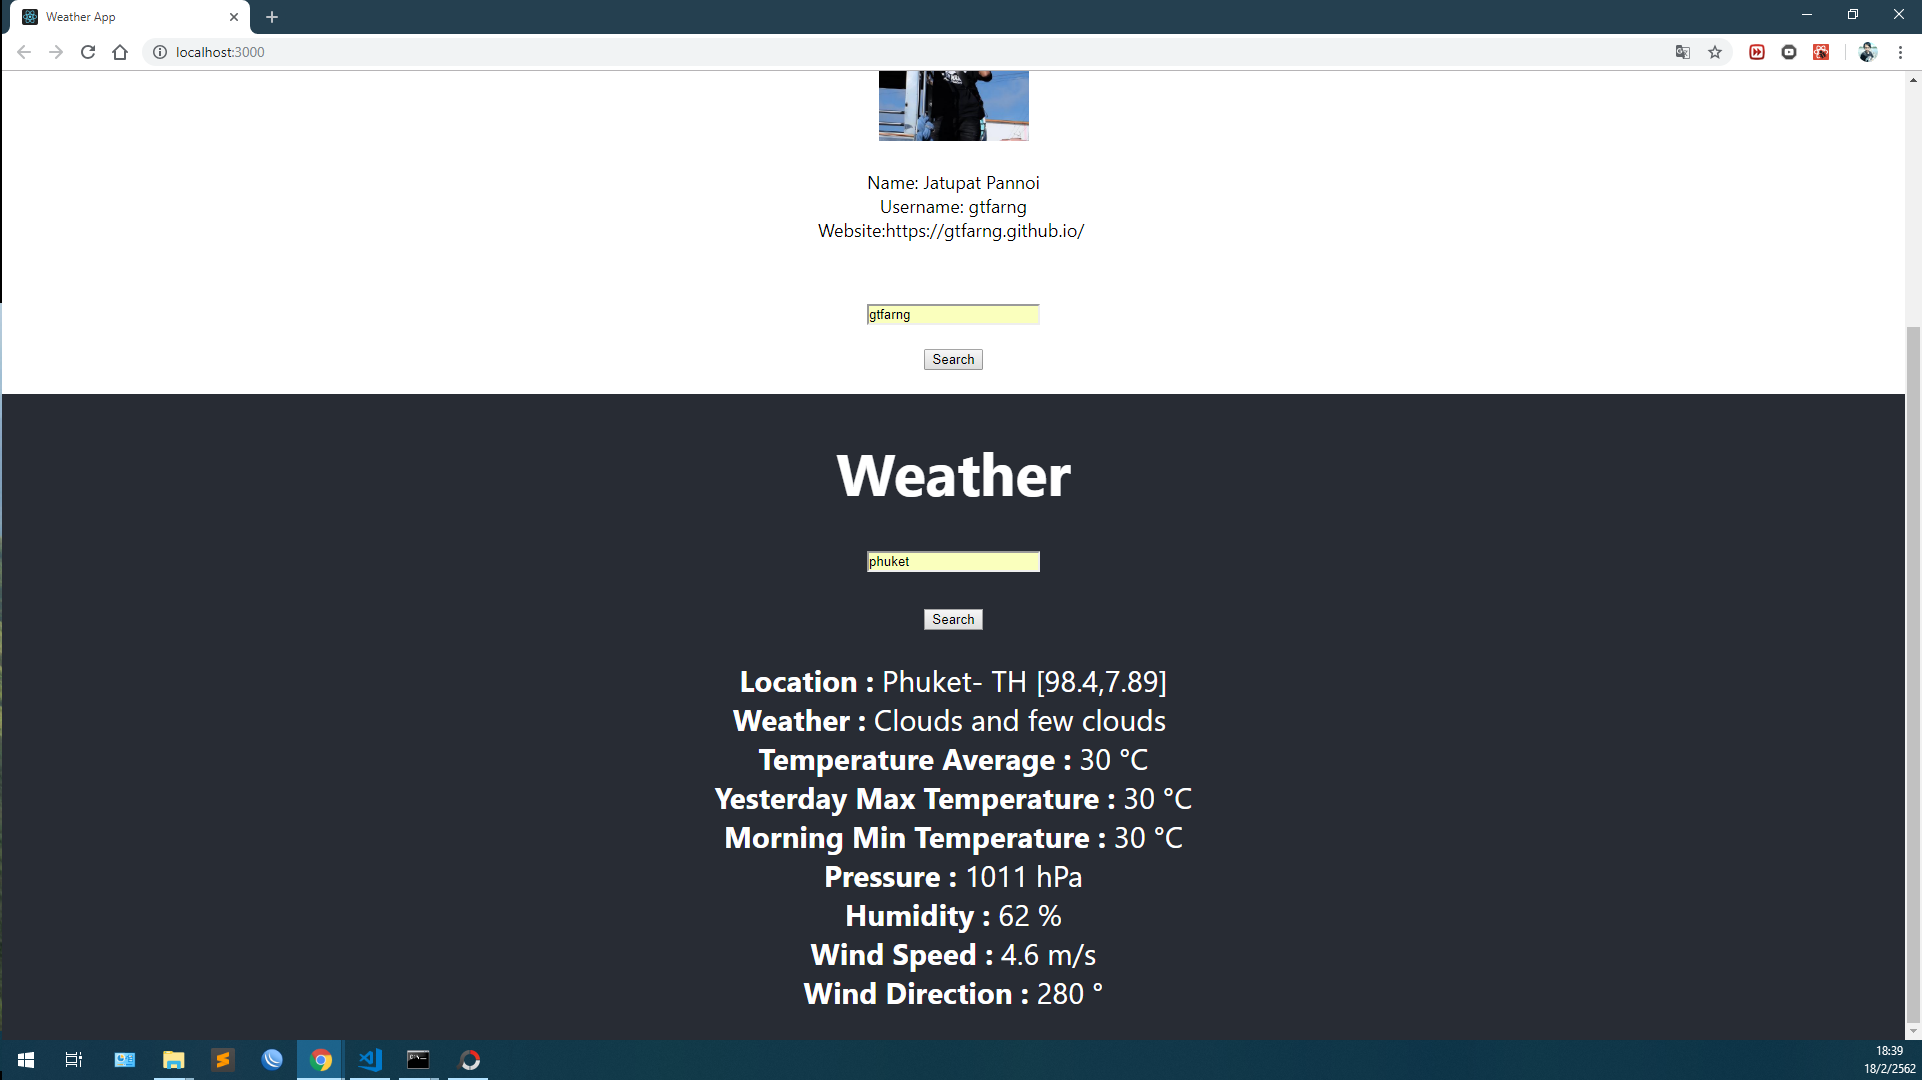 Weather App
localhost:3000
Name: Jatupat Pannoi
Username: gtfarng
Website:https://gtfarng.github.io/
gtfarng
Search
Weather
phuket
Search
Location : Phuket- TH [98.4,7.89]
Weather : Clouds and few clouds
Temperature Average : 30 °C
Yesterday Max Temperature : 30 °C
Morning Min Temperature : 30 °C
Pressure : 1011 hPa
Humidity : 62 %
Wind Speed : 4.6 m/s
Wind Direction : 280 °
18:39
18/2/2562